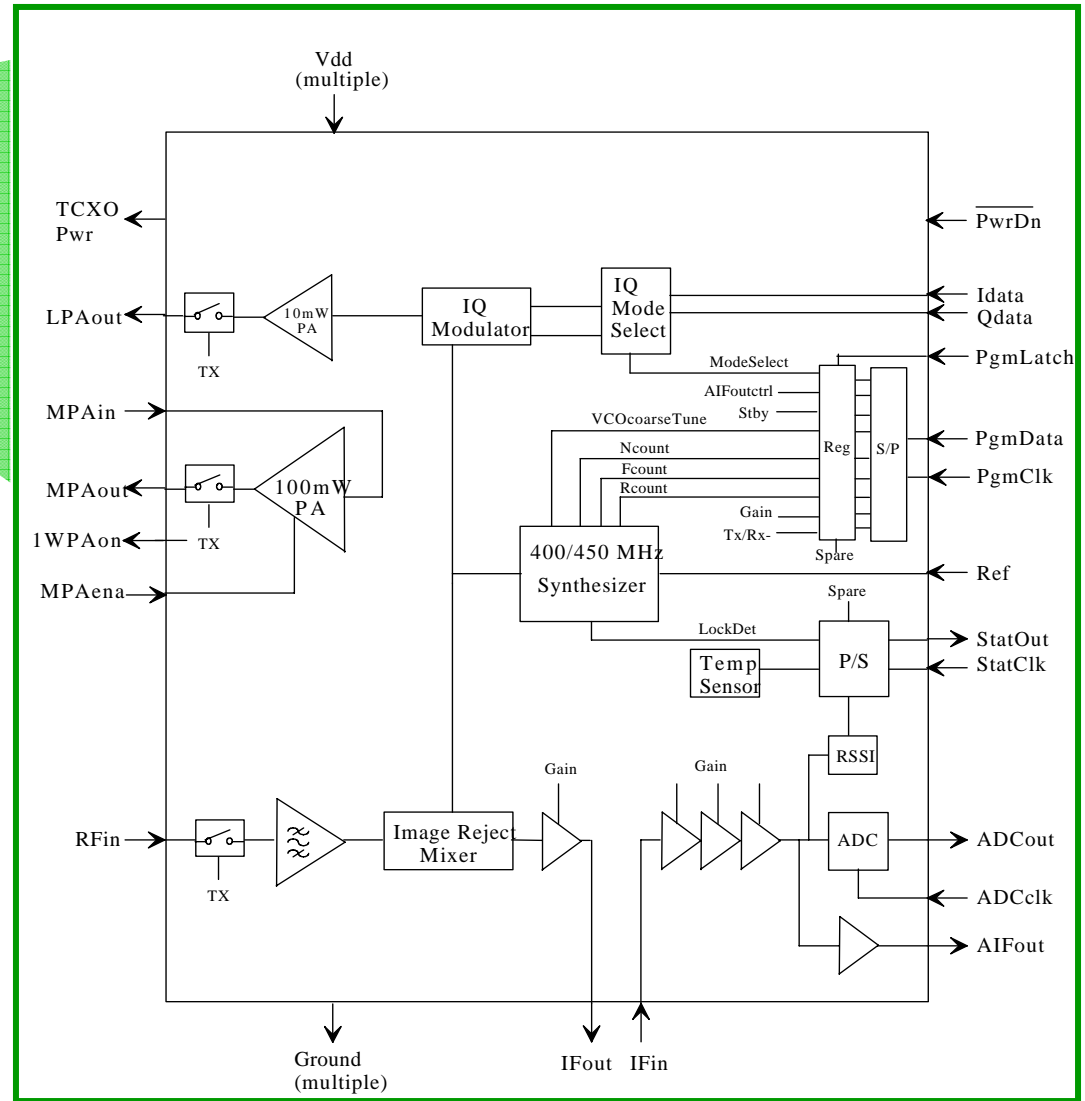 Vdd
(multiple)
TCXO
Pwr
PwrDn
LPAout
TX
10mW
PA
IQ
Modulator
IQ
Mode
Select
Idata
Qdata
PgmLatch
ModeSelect
AIFoutctrl
Stby
VCOcoarseTune
Ncount
Fcount
Rcount
Gain
Tx/Rx-
Reg
S/P
Spare
PgmData
PgmClk
MPAin
MPAout
TX
100mW
PA
1WPAon
MPAena
400/450 MHz
Synthesizer
Ref
Spare
LockDet
P/S
StatOut
StatClk
Temp
Sensor
RSSI
RFin
TX
Image Reject
Mixer
Gain
Gain
ADC
ADCout
ADCclk
AIFout
Ground
(multiple)
IFout
IFin